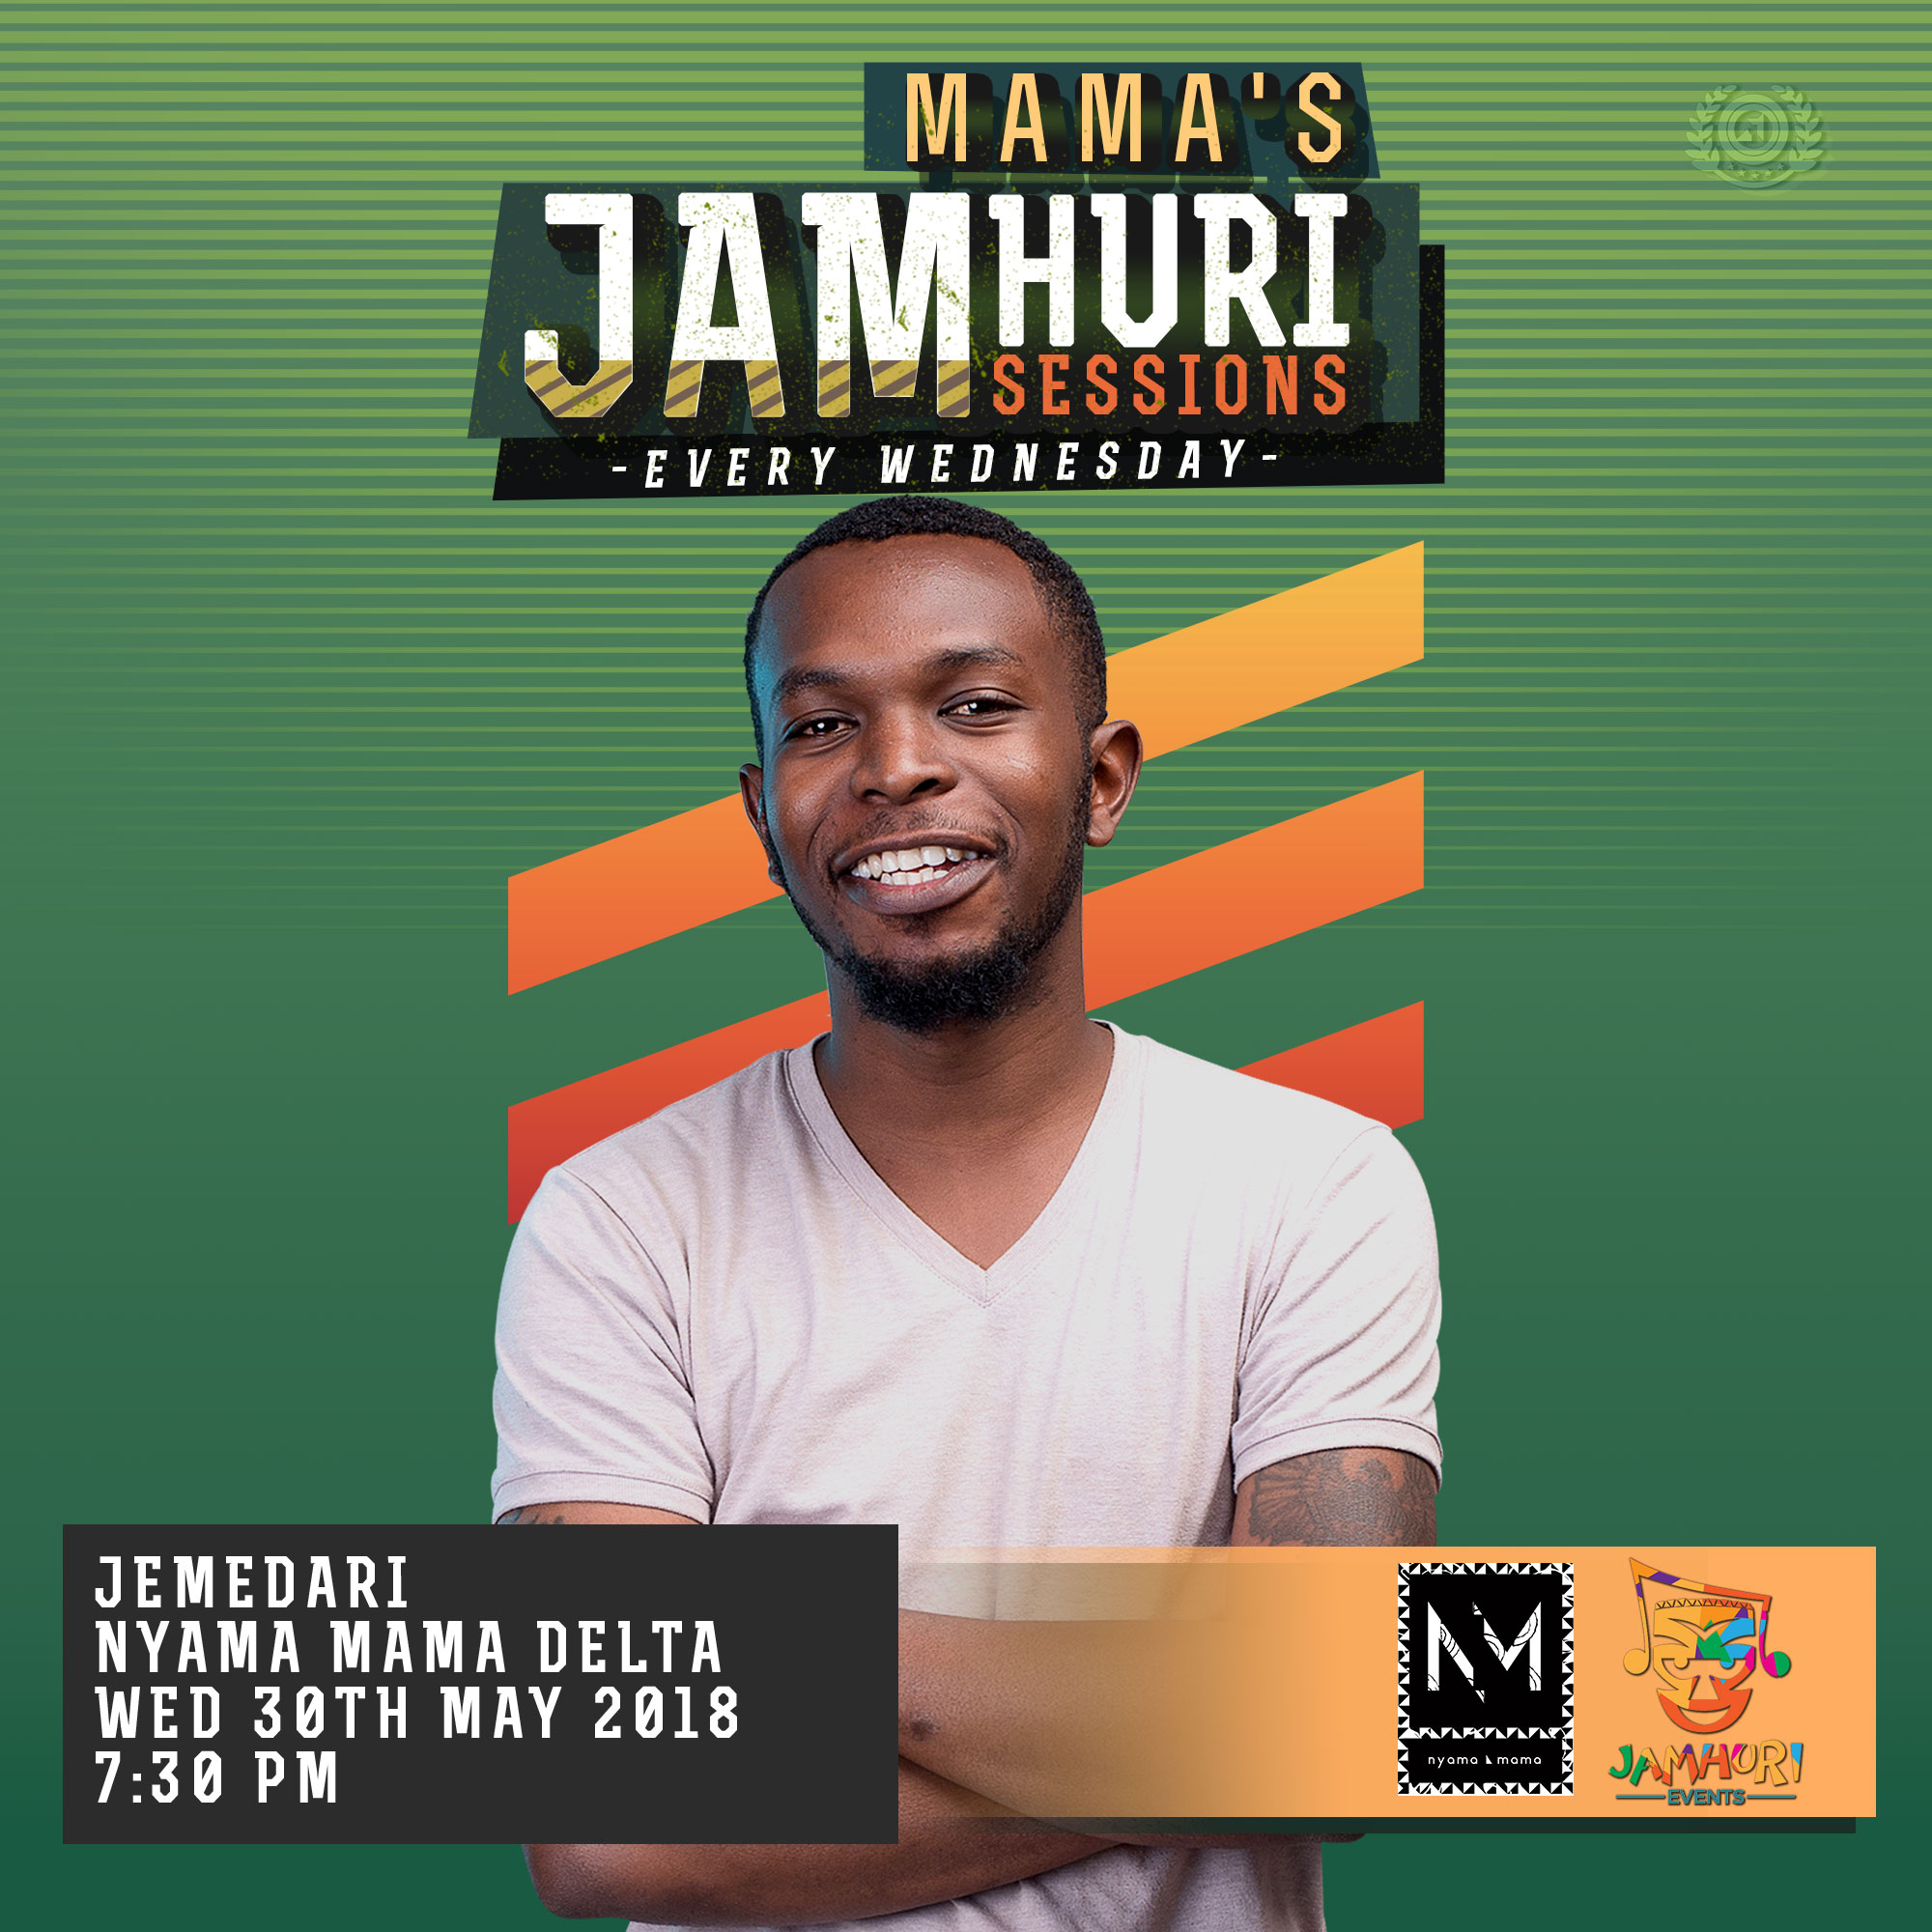 MAMA'S
JAMHURI
SESSIONS
-EVERY WEDNESDAY-
JEMEDARI
NYAMA MAMA DELTA
WED 30TH MAY 2018
7:30 PM
NM
nyama mama
JAMHURI
EVENTS